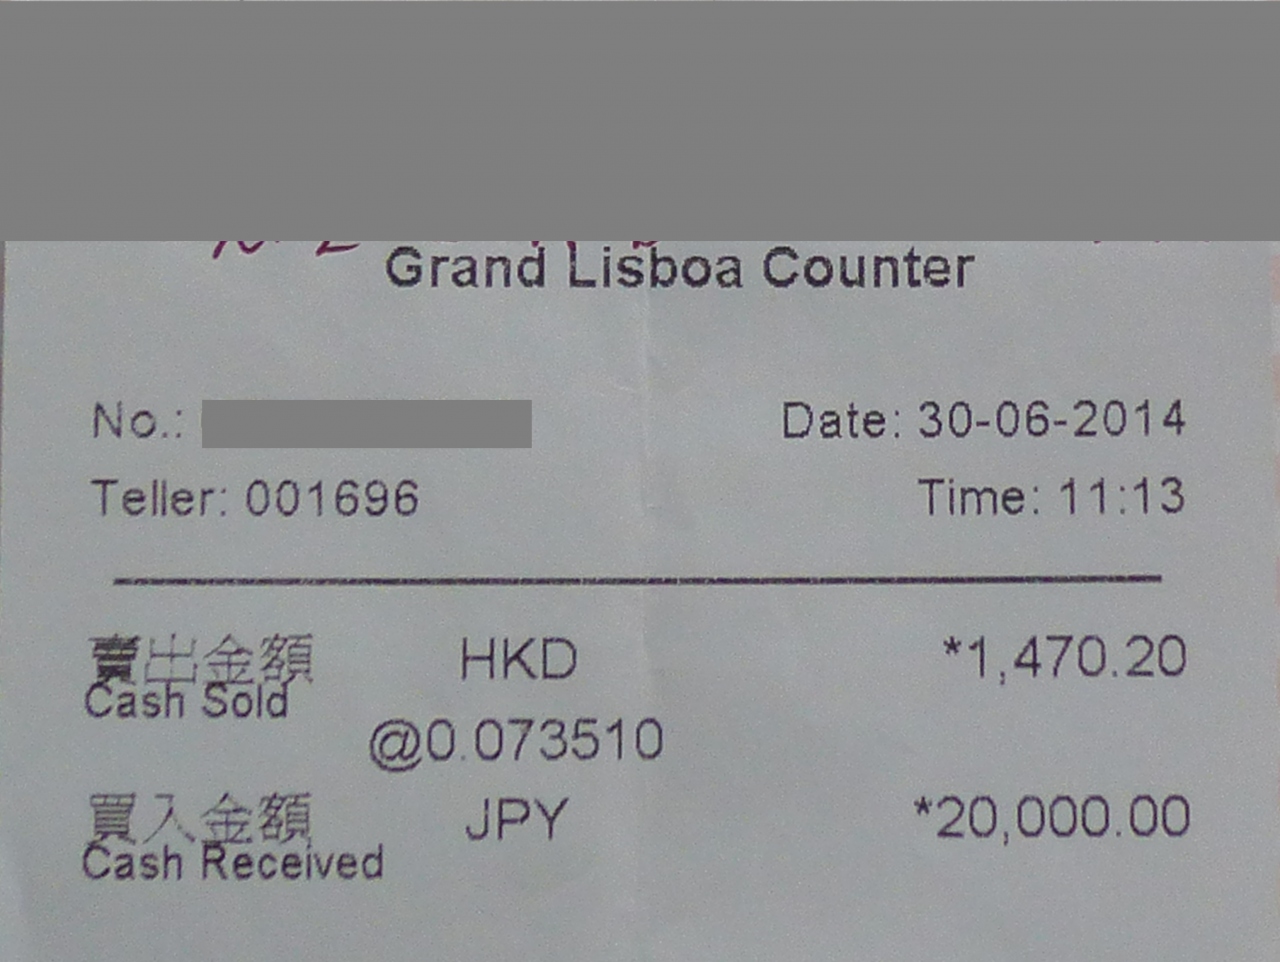 Grand Lisboa Counter
No.:
Date: 30-06-2014
Teller: 001696
Time: 11:13
賣出金額 HKD *1,470.20
Cash Sold
@0.073510
買入金額 JPY *20,000.00
Cash Received